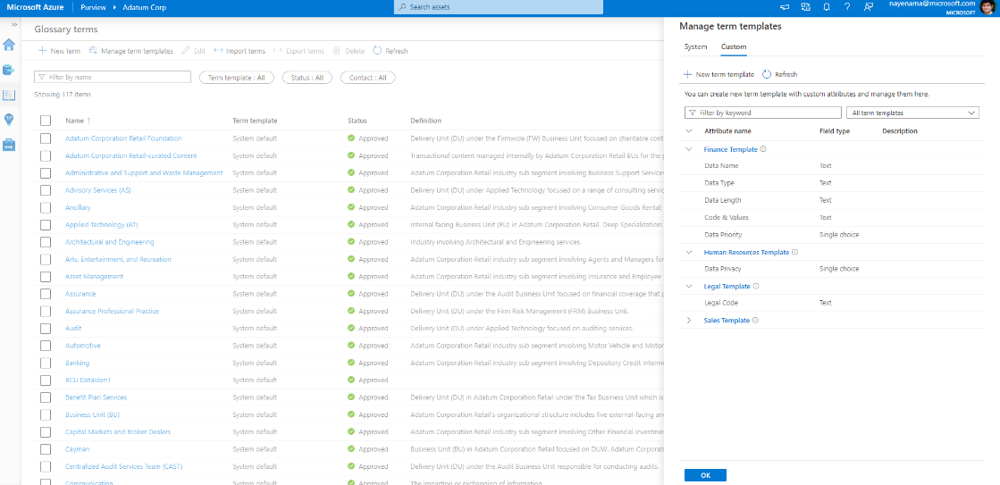 Microsoft Azure Purview Adatum Corp Search assets nayenama@microsoft.com
MICROSOFT
Glossary terms
New term Manage term templates Edit Import terms Export terms Delete Refresh
Filter by name Term template : All Status : All Contact : All
Showing 117 items
Name ↑ Term template Status Definition
Adatum Corporation Retail Foundation System default Approved Delivery Unit (DU) under the Firmwide (FW) Business Unit focused on charitable cont
Adatum Corporation Retail-curated Content System default Approved Transactional content managed internally by Adatum Corporation Retail BUs for the p
Administrative and Support and Waste Management System default Approved Adatum Corporation Retail industry sub segment involving Business Support Services
Advisory Services (AS) System default Approved Delivery Unit (DU) under Applied Technology focused on a range of consulting servic
Ancillary System default Approved Adatum Corporation Retail industry sub segment involving Consumer Goods Rental;
Applied Technology (AT) System default Approved Internal facing Business Unit (BU) in Adatum Corporation Retail. Deep Specialization;
Architectural and Engineering System default Approved Industry involving Architectural and Engineering services.
Arts, Entertainment, and Recreation System default Approved Adatum Corporation Retail industry sub segment involving Agents and Managers for
Asset Management System default Approved Adatum Corporation Retail industry sub segment involving Insurance and Employee
Assurance System default Approved Delivery Unit (DU) under the Audit Business Unit focused on financial coverage that p
Assurance Professional Practice System default Approved Delivery Unit (DU) under the Firm Risk Management (FRM) Business Unit.
Audit System default Approved Delivery Unit (DU) under Applied Technology focused on auditing services.
Automotive System default Approved Adatum Corporation Retail industry sub segment involving Motor Vehicle and Motor
Banking System default Approved Adatum Corporation Retail industry sub segment involving Depository Credit Interme
BCU Dataiden1 System default Approved
Benefit Plan Services System default Approved Delivery Unit (DU) in Adatum Corporation Retail under the Tax Business Unit which is
Business Unit (BU) System default Approved Adatum Corporation Retail's organizational structure includes five external-facing an
Capital Markets and Broker Dealers System default Approved Adatum Corporation Retail industry sub segment involving Other Financial Investmen
Cayman System default Approved Business Unit (BU) in Adatum Corporation Retail focused on DUW. Adatum Corporation
Centralized Audit Services Team (CAST) System default Approved Delivery Unit (DU) under the Audit Business Unit responsible for conducting audits.
Communication System default Approved The imparting or exchanging of information
Manage term templates
System Custom
New term template Refresh
You can create new term template with custom attributes and manage them here.
Filter by keyword All term templates
Attribute name Field type Description
Finance Template
Data Name Text
Data Type Text
Data Length Text
Code & Values Text
Data Priority Single choice
Human Resources Template
Data Privacy Single choice
Legal Template
Legal Code Text
Sales Template
OK